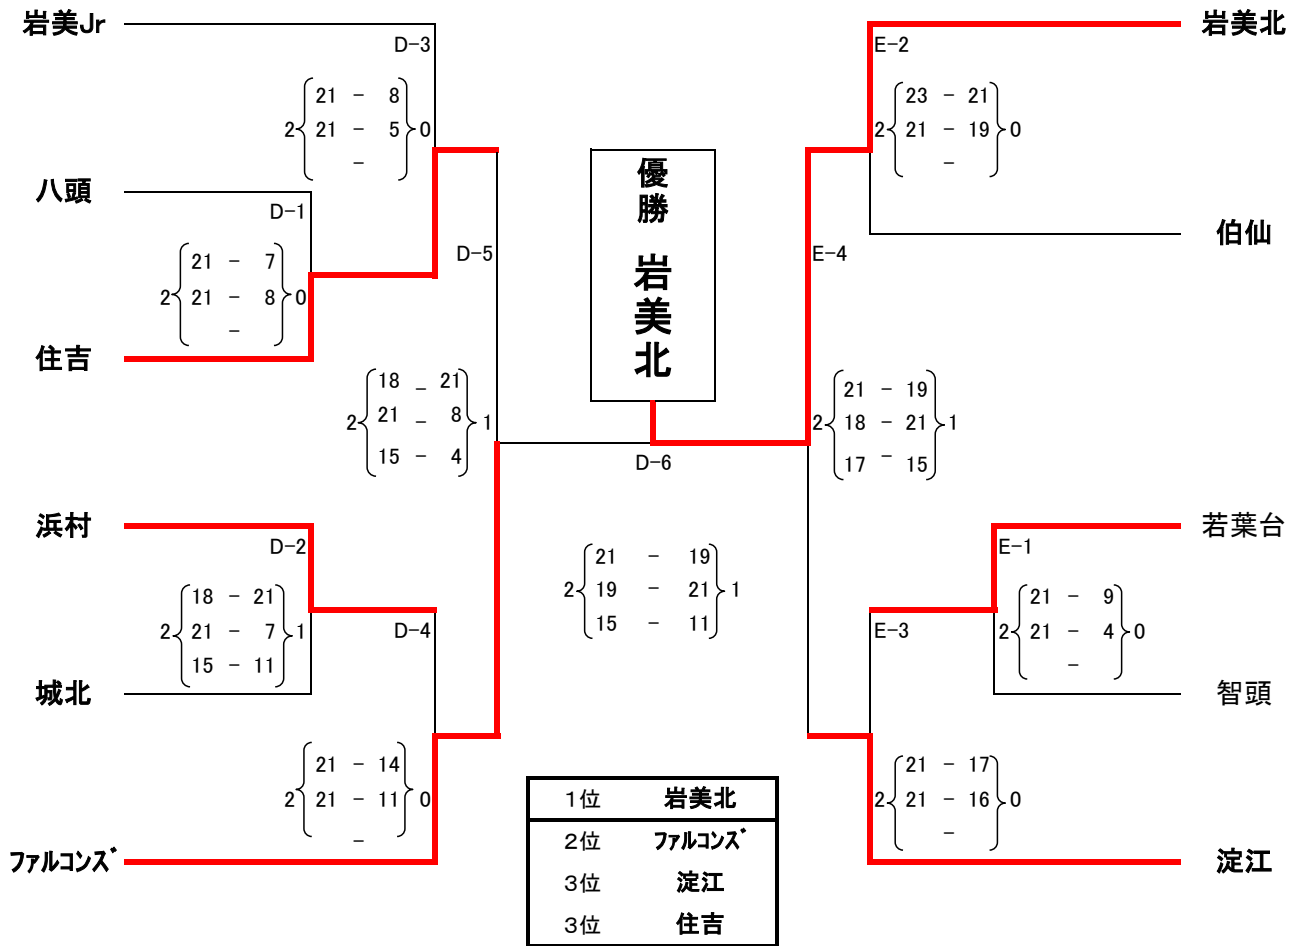 岩美Jr
D-3
21 - 8
2 21 - 5 0
-
八頭
D-1
21 - 7
2 21 - 8 0
-
住吉
D-5
18 - 21
2 21 - 8 1
15 - 4
浜村
D-2
18 - 21
2 21 - 7 1
15 - 11
城北
D-4
21 - 14
2 21 - 11 0
-
ファルコンズ
優勝 岩美北
D-6
21 - 19
2 19 - 21 1
15 - 11
岩美北
E-2
23 - 21
2 21 - 19 0
-
伯仙
E-4
21 - 19
2 18 - 21 1
17 - 15
若葉台
E-1
21 - 9
2 21 - 4 0
-
智頭
E-3
21 - 17
2 21 - 16 0
-
淀江
1位 岩美北
2位 ファルコンズ
3位 淀江
3位 住吉